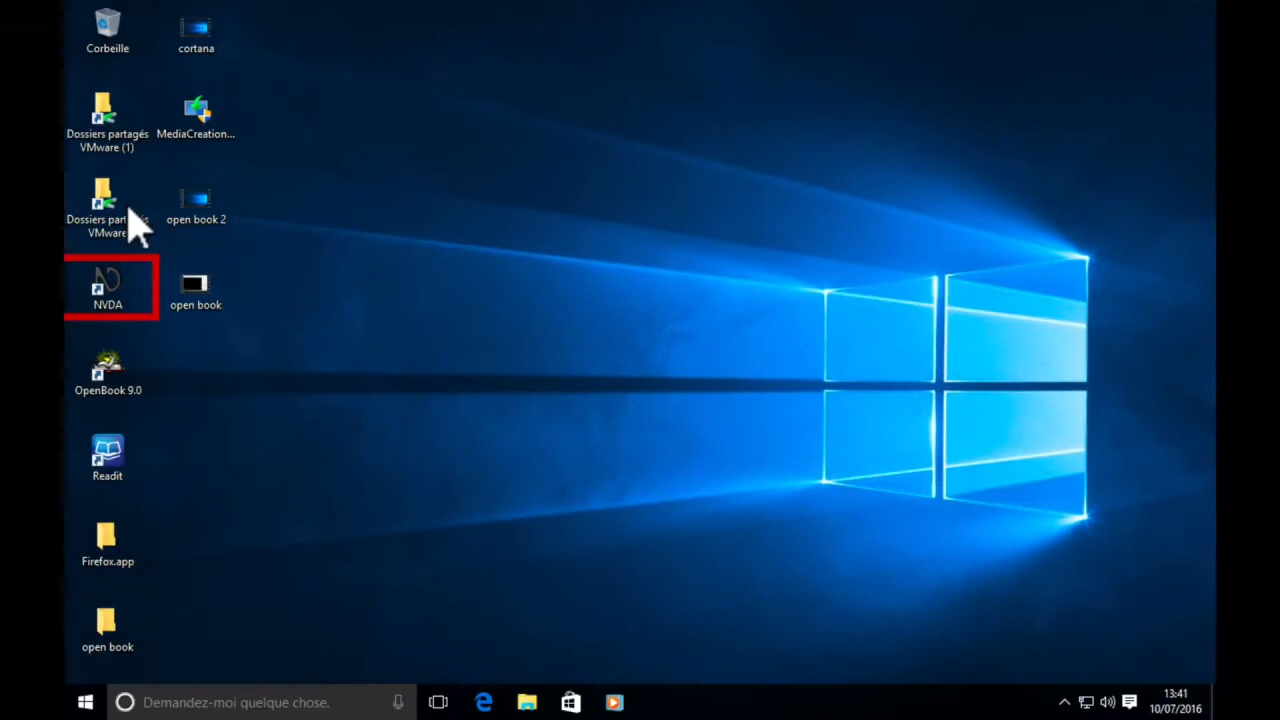 Corbeille
cortana
Dossiers partagés
VMware (1)
MediaCreation...
Dossiers
VMware
open book 2
NVDA
open book
OpenBook 9.0
Readit
Firefox.app
open book
Demandez-moi quelque chose.
13:41
10/07/2016